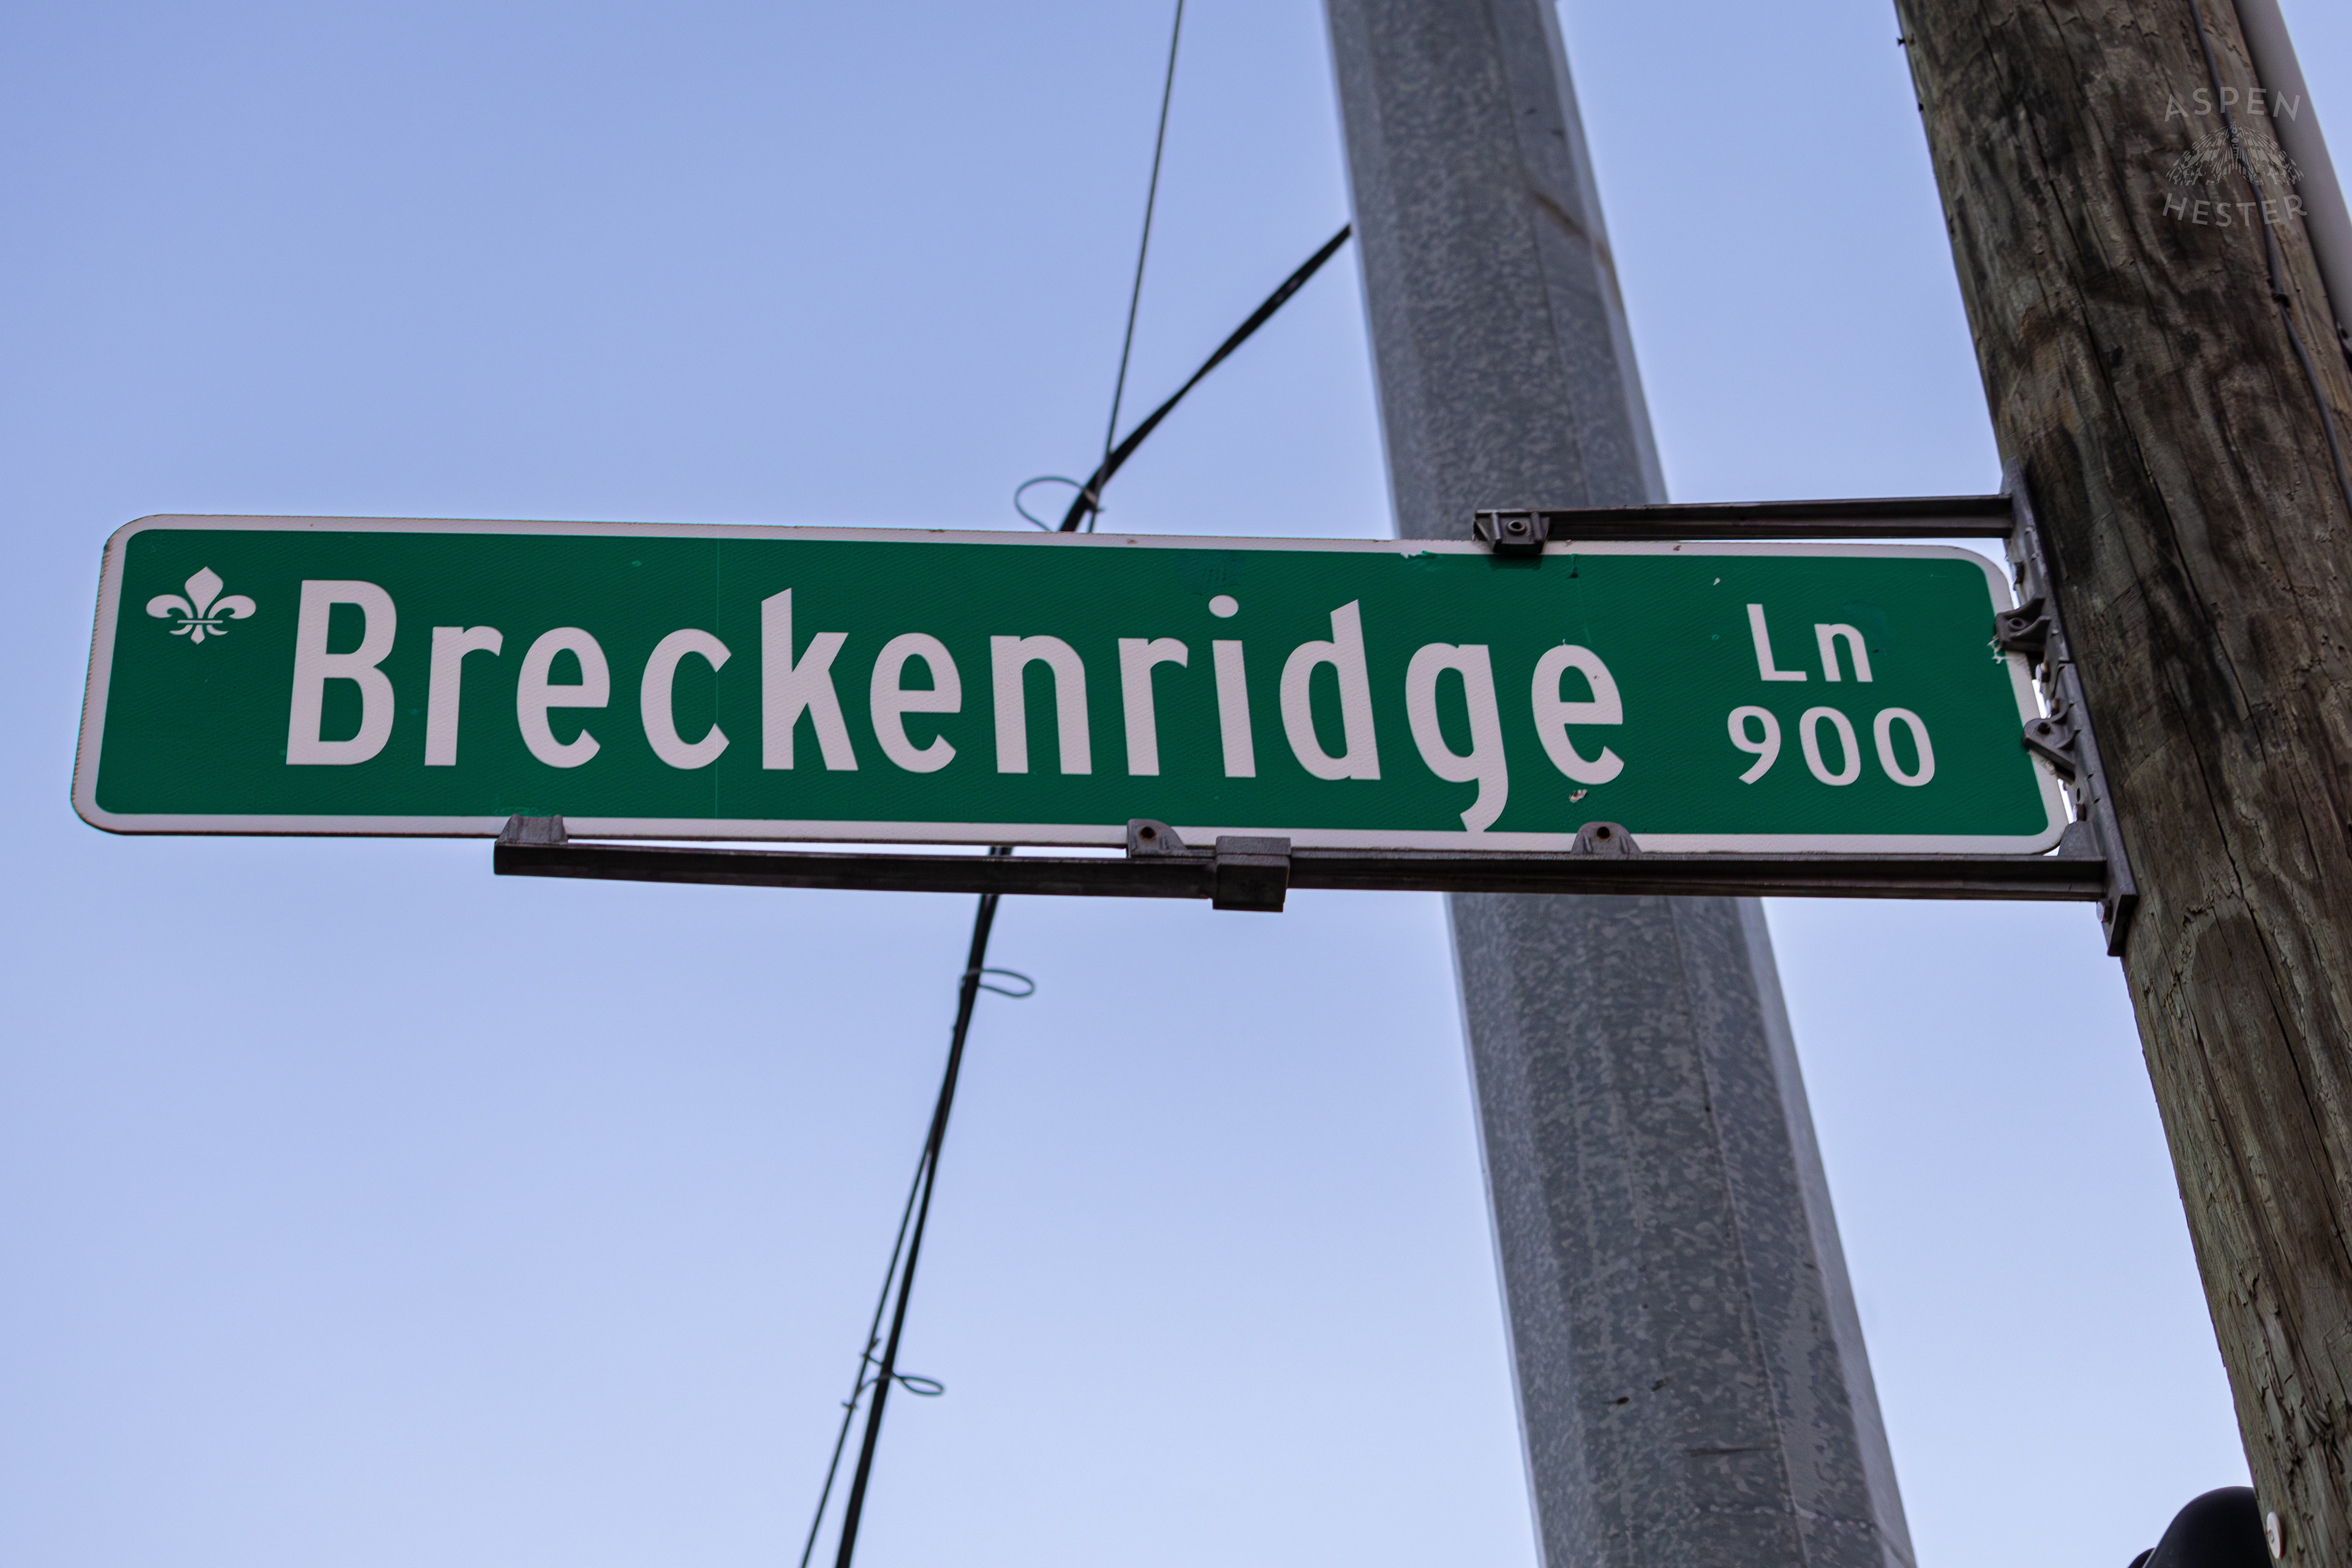 ASPEN
HESTER
Breckenridge Ln
900